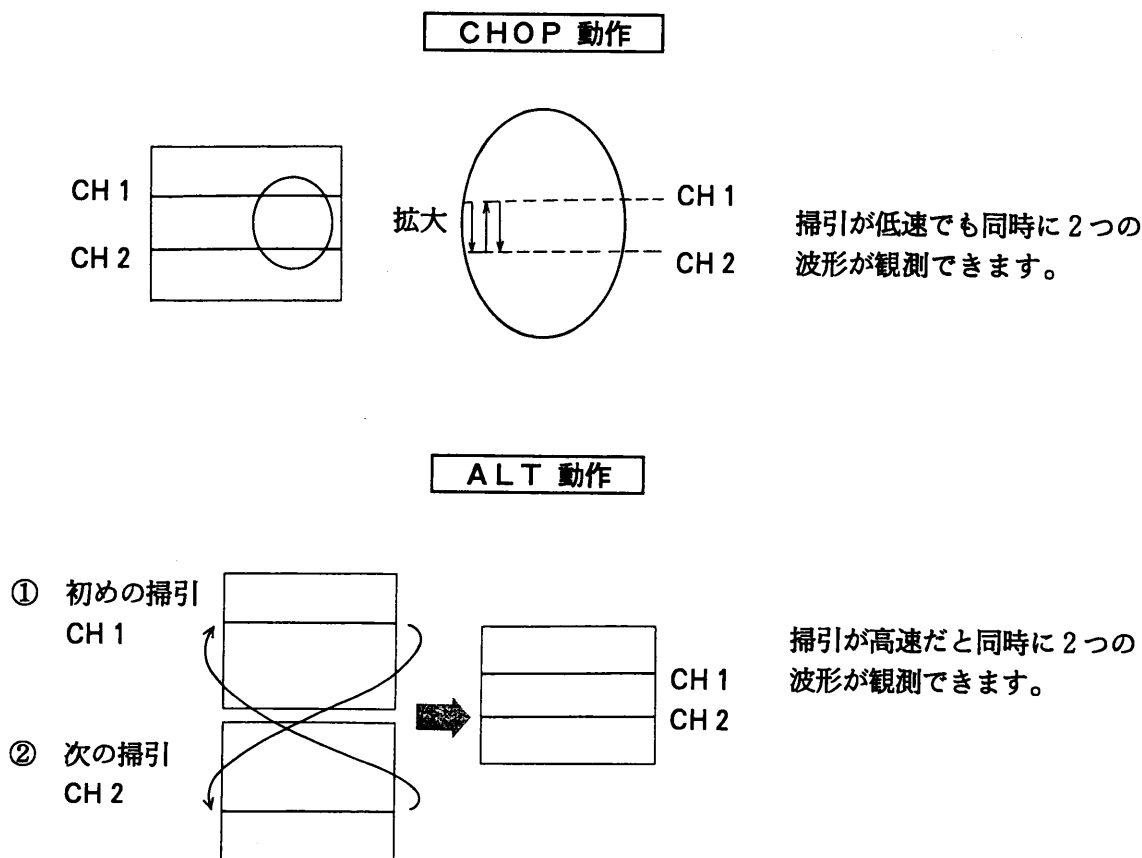 CHOP 動作
CH 1
CH 2
拡大
CH 1
CH 2
掃引が低速でも同時に2つの
波形が観測できます。
ALT 動作
① 初めの掃引
CH 1
② 次の掃引
CH 2
CH 1
CH 2
掃引が高速だと同時に2つの
波形が観測できます。